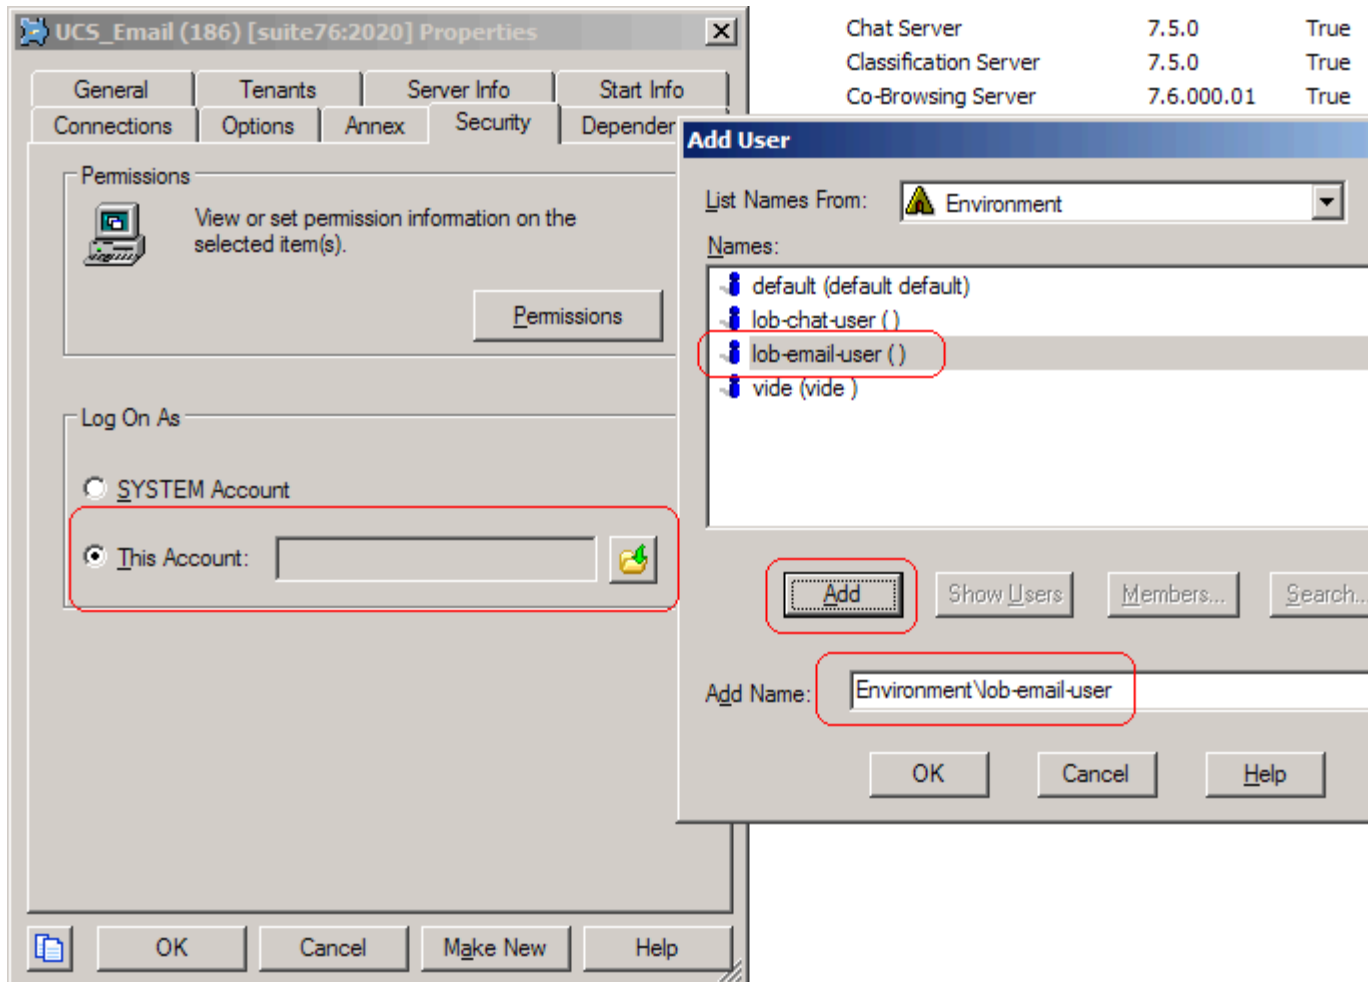 UCS_Email (186) [suite76:2020] Properties
General Tenants Server Info Start Info
Connections Options Annex Security Depender
Permissions
View or set permission information on the
selected item(s).
Permissions
Log On As
SYSTEM Account
This Account:
OK Cancel Make New Help
Chat Server 7.5.0 True
Classification Server 7.5.0 True
Co-Browsing Server 7.6.000.01 True
Add User
List Names From: Environment
Names:
default (default default)
lob-chat-user ( )
lob-email-user ( )
vide (vide )
Add Show Users Members... Search...
Add Name: Environment\lob-email-user
OK Cancel Help